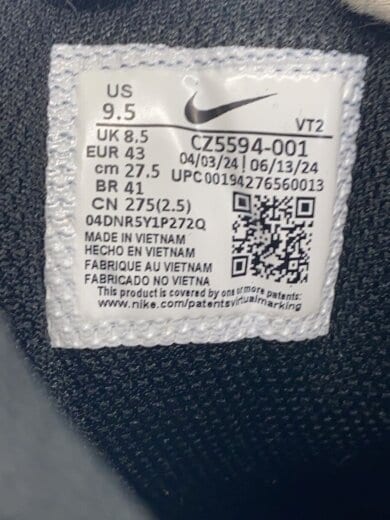 US
9.5
VT2
UK 8.5
CZ5594-001
EUR 43
04/03/24 | 06/13/24
cm 27.5
UPC00194276560013
BR 41
CN 275(2.5)
04DNR5Y1P272Q
MADE IN VIETNAM
HECHO EN VIETNAM
FABRIQUE AU VIETNAM
FABRICADO NO VIETNA
This product is covered by one or more patents:
www.nike.com/patentsvirtualmarking